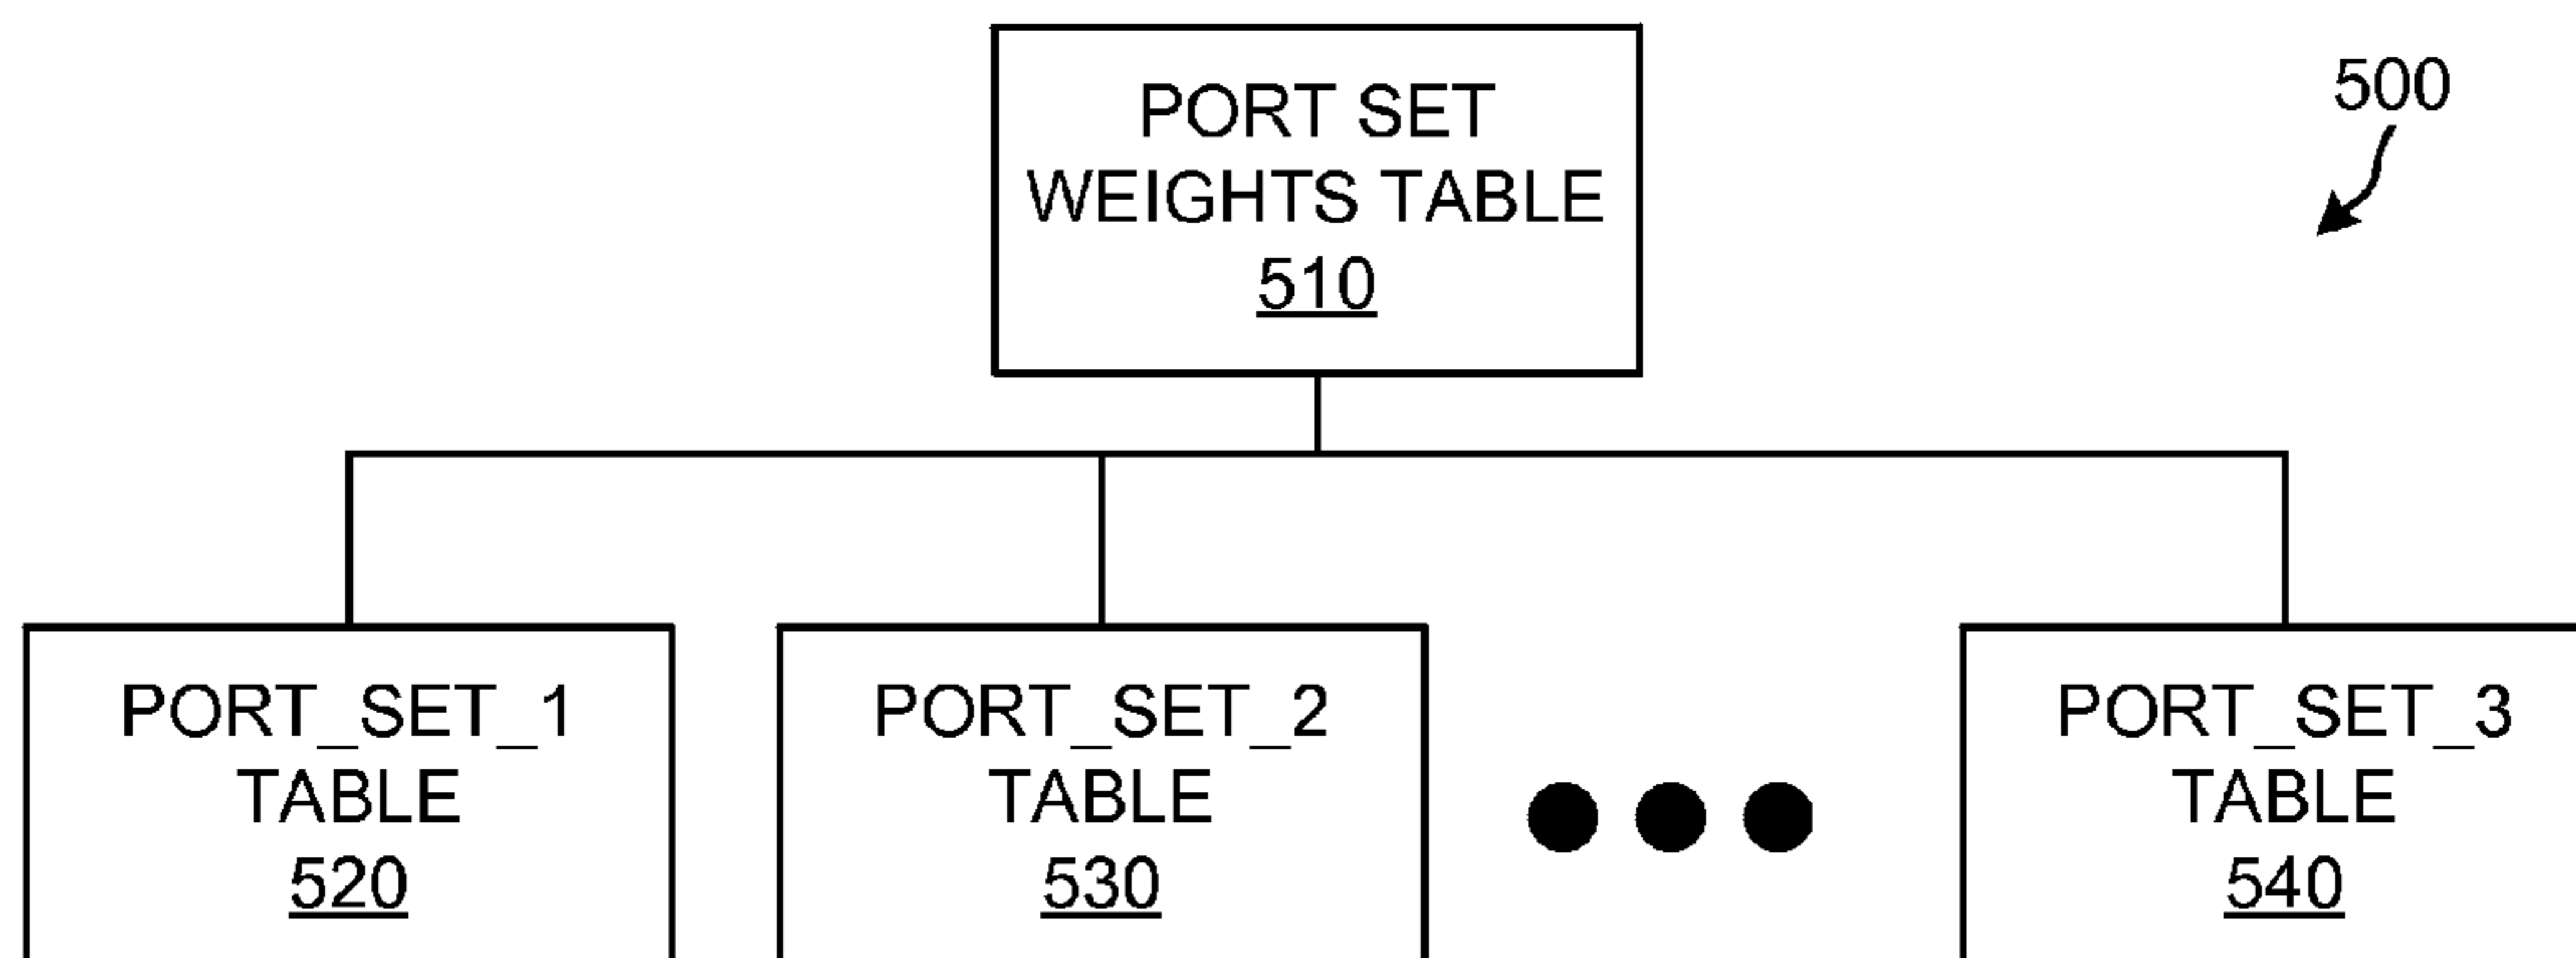 PORT SET
WEIGHTS TABLE
510
500
PORT_SET_1
TABLE
520
PORT_SET_2
TABLE
530
PORT_SET_3
TABLE
540